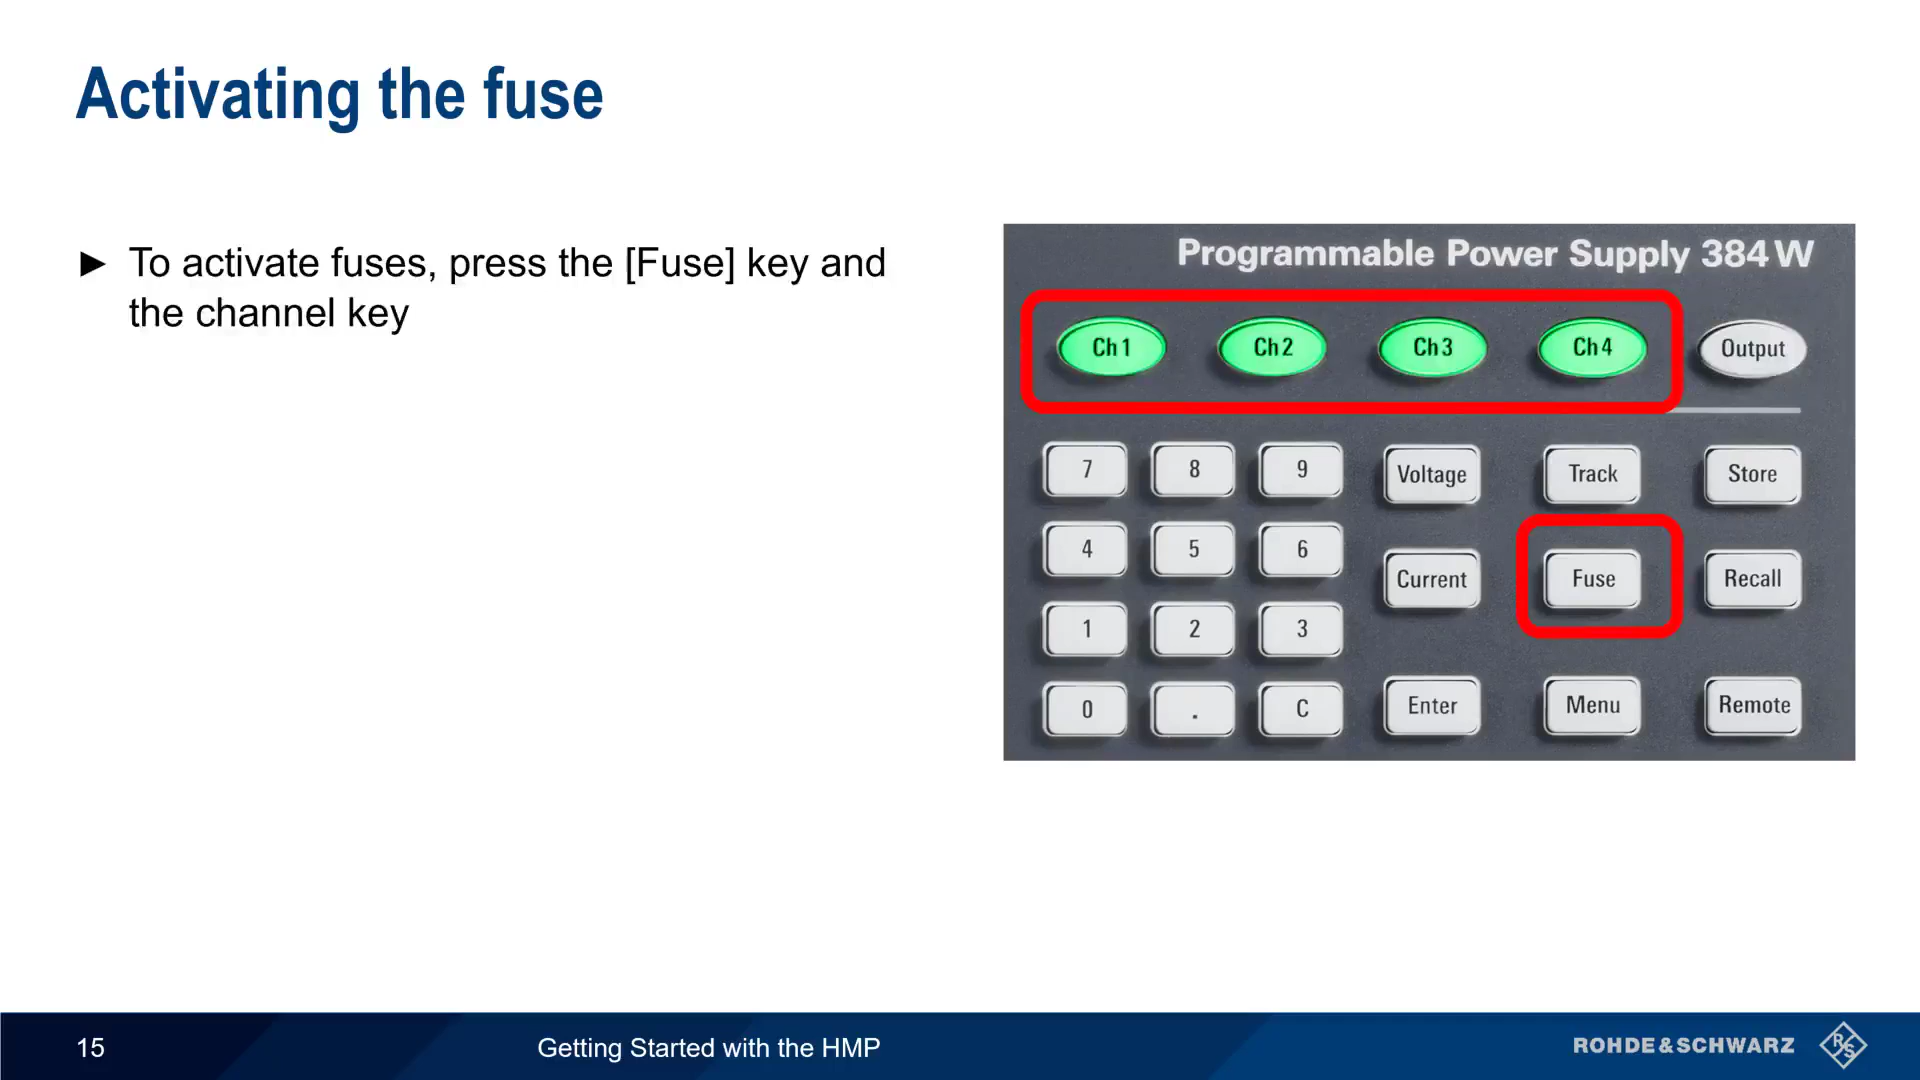 Activating the fuse
► To activate fuses, press the [Fuse] key and
the channel key
Programmable Power Supply 384 W
Ch 1 Ch 2 Ch 3 Ch 4 Output
7 8 9 Voltage Track Store
4 5 6 Current Fuse Recall
1 2 3
0 . C Enter Menu Remote
15 Getting Started with the HMP ROHDE & SCHWARZ R S